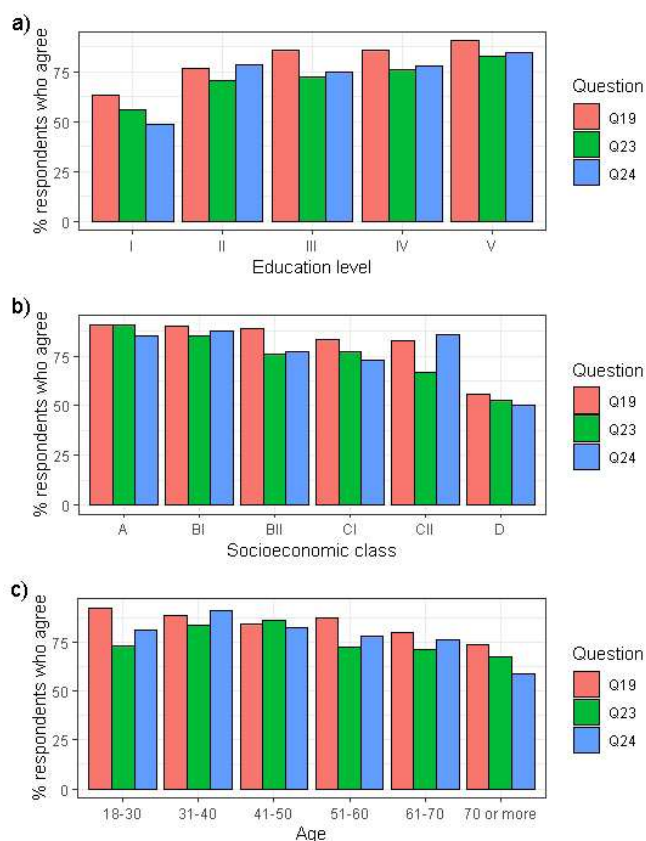 a)
% respondents who agree
75
50
25
0
I II III IV V
Education level
Question
Q19
Q23
Q24
b)
% respondents who agree
75
50
25
0
A BI BII CI CII D
Socioeconomic class
Question
Q19
Q23
Q24
c)
% respondents who agree
75
50
25
0
18-30 31-40 41-50 51-60 61-70 70 or more
Age
Question
Q19
Q23
Q24